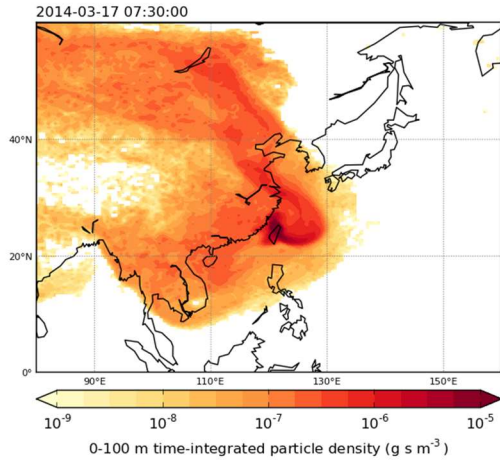 2014-03-17 07:30:00
40°N
20°N
0°
90°E 110°E 130°E 150°E
10⁻⁹ 10⁻⁸ 10⁻⁷ 10⁻⁶ 10⁻⁵
0-100 m time-integrated particle density (g s m⁻³)